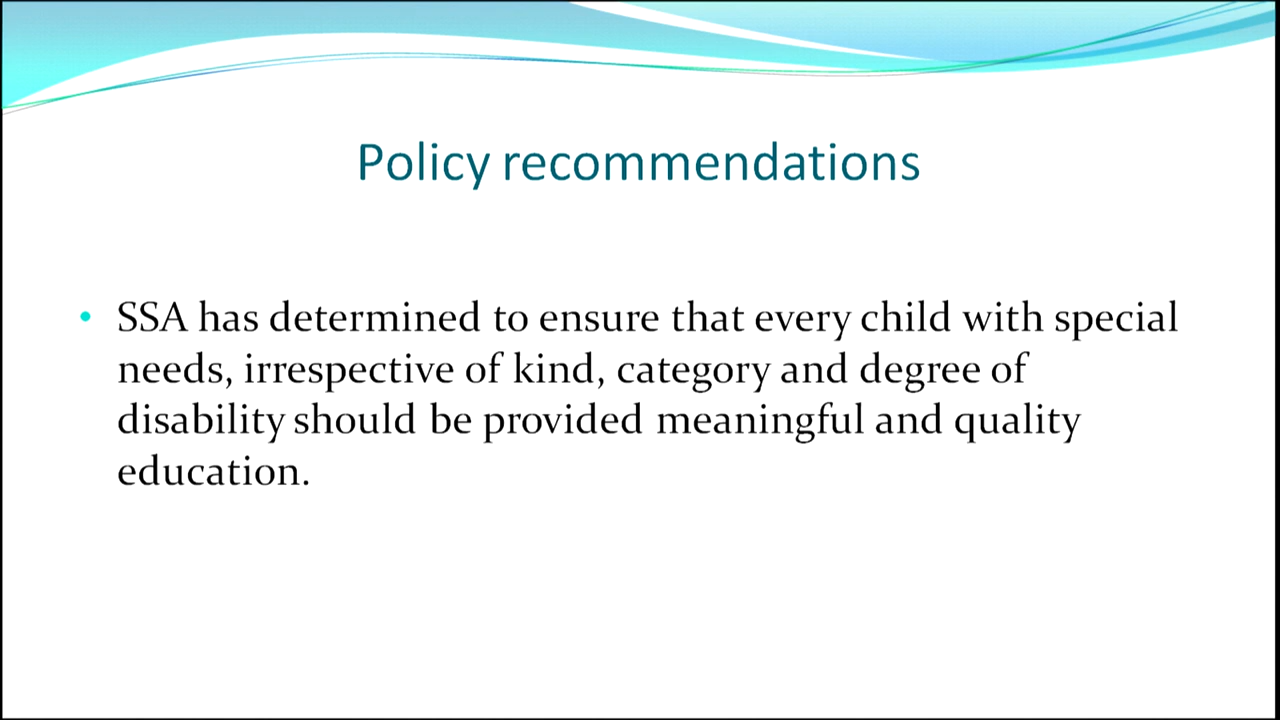 Policy recommendations
• SSA has determined to ensure that every child with special
needs, irrespective of kind, category and degree of
disability should be provided meaningful and quality
education.